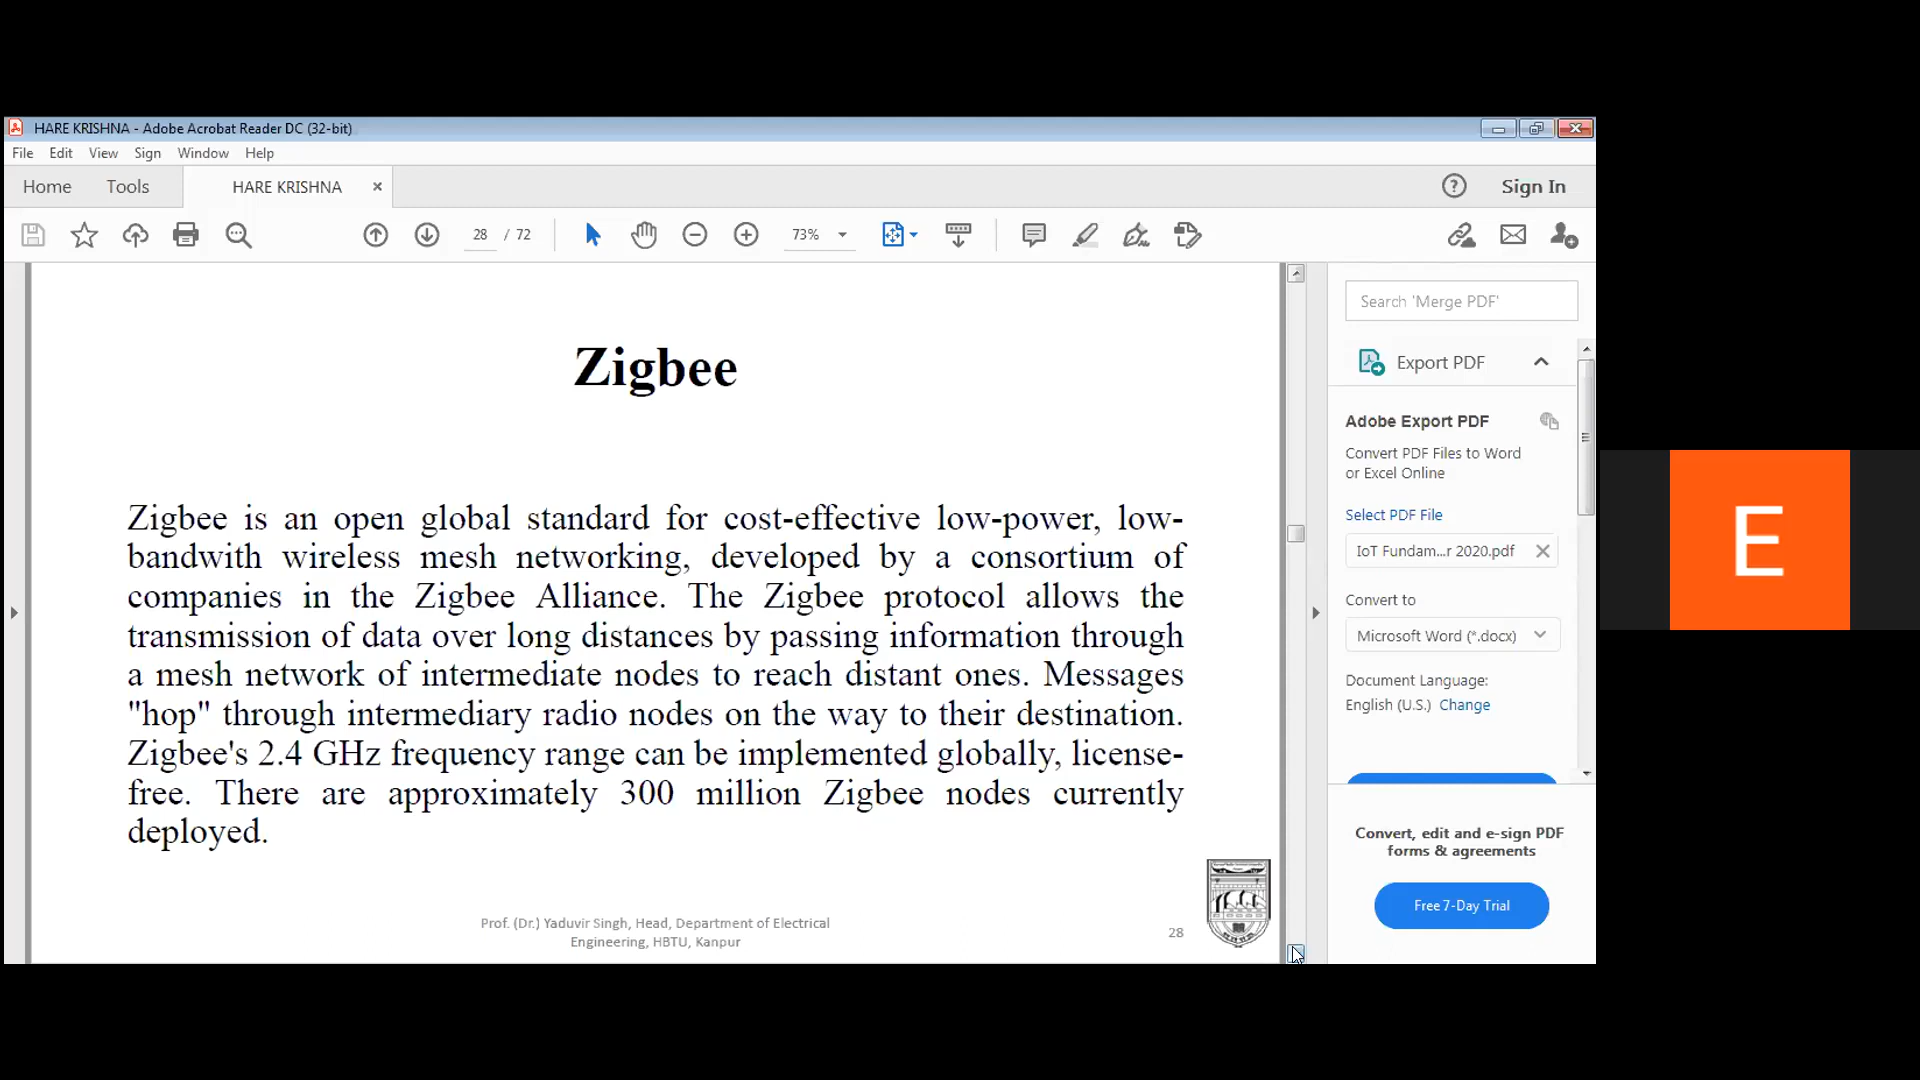 HARE KRISHNA - Adobe Acrobat Reader DC (32-bit)
File Edit View Sign Window Help
Home Tools HARE KRISHNA Sign In
28 / 72 73%
Search 'Merge PDF'
Export PDF
Adobe Export PDF
Convert PDF Files to Word
or Excel Online
Select PDF File
IoT Fundam...r 2020.pdf
Convert to
Microsoft Word (*.docx)
Document Language:
English (U.S.) Change
Convert, edit and e-sign PDF
forms & agreements
Free 7-Day Trial
Zigbee
Zigbee is an open global standard for cost-effective low-power, low-
bandwith wireless mesh networking, developed by a consortium of
companies in the Zigbee Alliance. The Zigbee protocol allows the
transmission of data over long distances by passing information through
a mesh network of intermediate nodes to reach distant ones. Messages
"hop" through intermediary radio nodes on the way to their destination.
Zigbee's 2.4 GHz frequency range can be implemented globally, license-
free. There are approximately 300 million Zigbee nodes currently
deployed.
Prof. (Dr.) Yaduvir Singh, Head, Department of Electrical
Engineering, HBTU, Kanpur
28
E